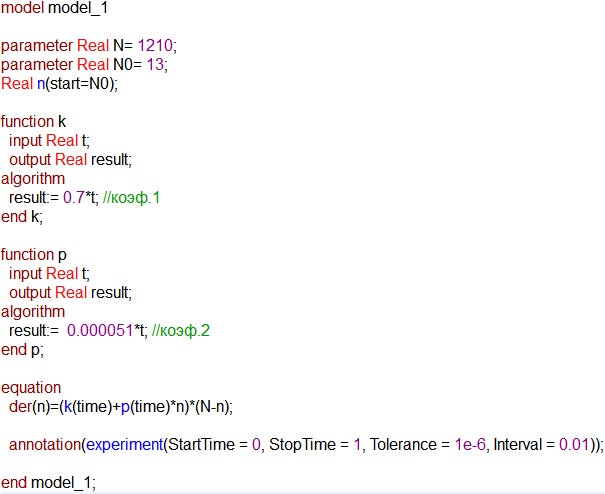 model model_1
parameter Real N= 1210;
parameter Real N0= 13;
Real n(start=N0);
function k
input Real t;
output Real result;
algorithm
result:= 0.7*t; //коэф.1
end k;
function p
input Real t;
output Real result;
algorithm
result:=  0.000051*t; //коэф.2
end p;
equation
der(n)=(k(time)+p(time)*n)*(N-n);
annotation(experiment(StartTime = 0, StopTime = 1, Tolerance = 1e-6, Interval = 0.01));
end model_1;